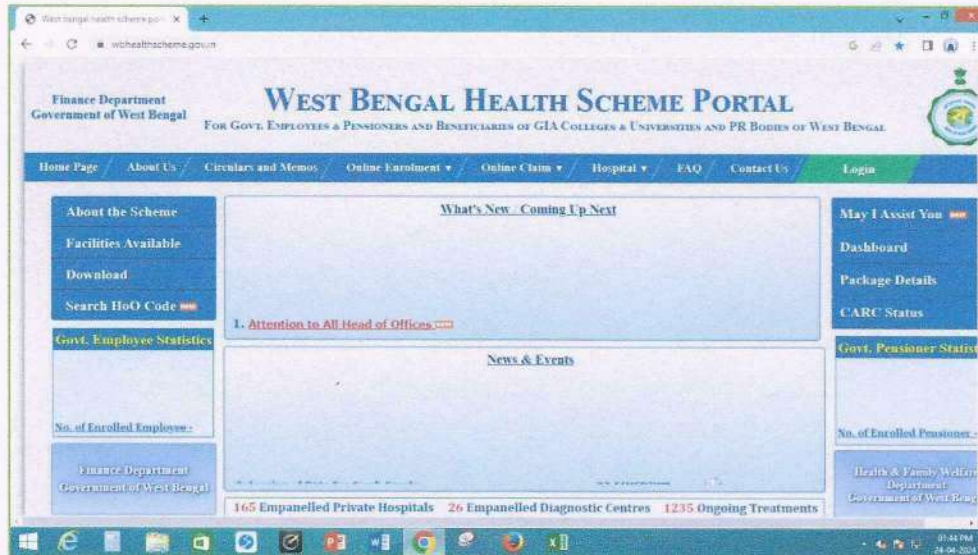 West bengal health scheme por
wbhealthscheme.gov.in
Finance Department
Government of West Bengal
WEST BENGAL HEALTH SCHEME PORTAL
FOR GOVT. EMPLOYEES & PENSIONERS AND BENEFICIARIES OF GIA COLLEGES & UNIVERSITIES AND PR BODIES OF WEST BENGAL
Home Page / About Us / Circulars and Memos / Online Enrolment / Online Claim / Hospital / FAQ / Contact Us / Login
About the Scheme
Facilities Available
Download
Search HoO Code
Govt. Employee Statistics
No. of Enrolled Employee -
Finance Department
Government of West Bengal
What's New / Coming Up Next
1. Attention to All Head of Offices
News & Events
165 Empanelled Private Hospitals 26 Empanelled Diagnostic Centres 1235 Ongoing Treatments
May I Assist You
Dashboard
Package Details
CARC Status
Govt. Pensioner Statist
No. of Enrolled Pensioner -
Health & Family Welfare
Department
Government of West Beng
01:44 PM